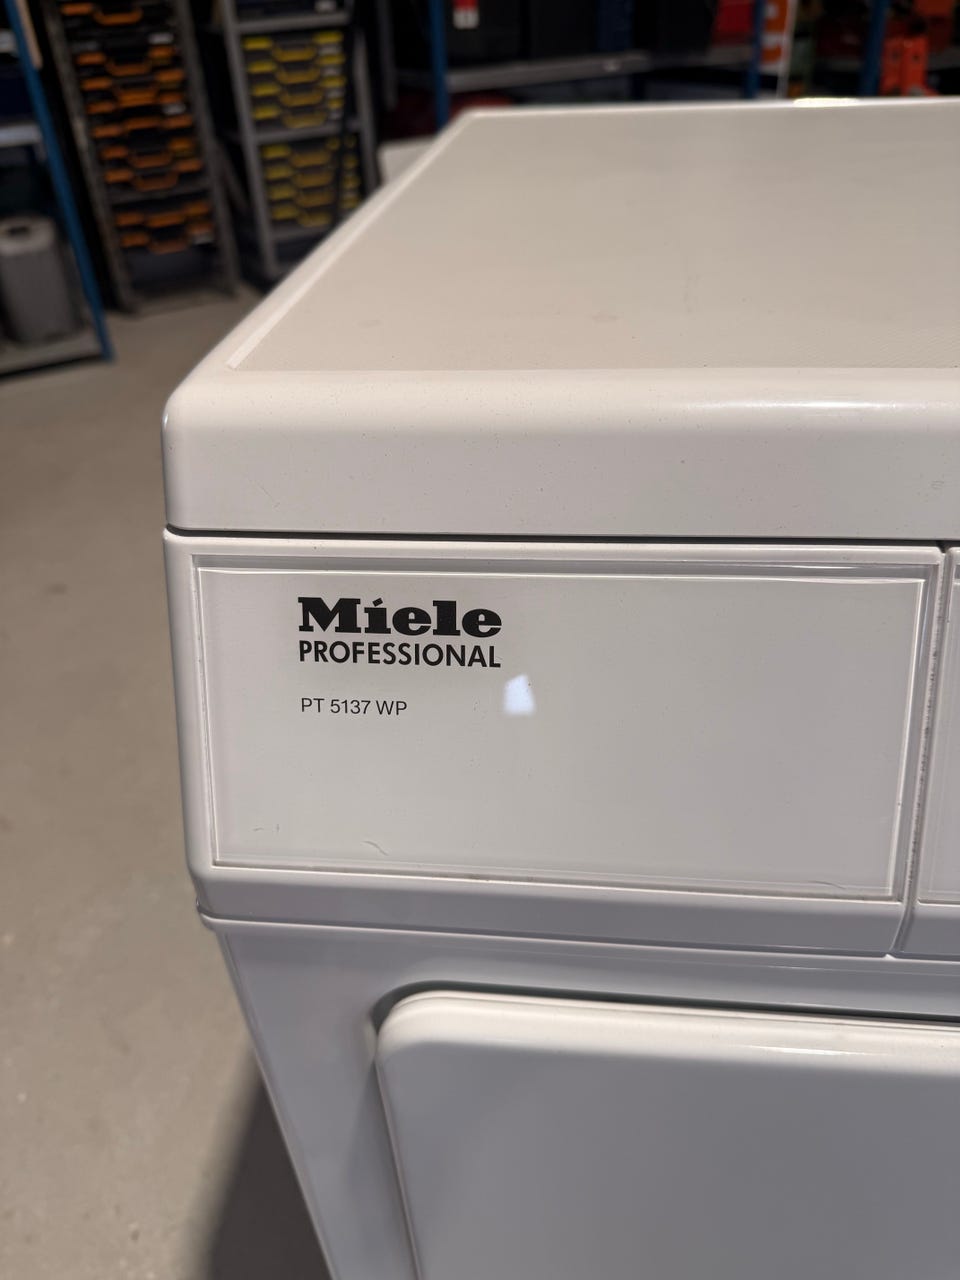 Miele
PROFESSIONAL
PT 5137 WP